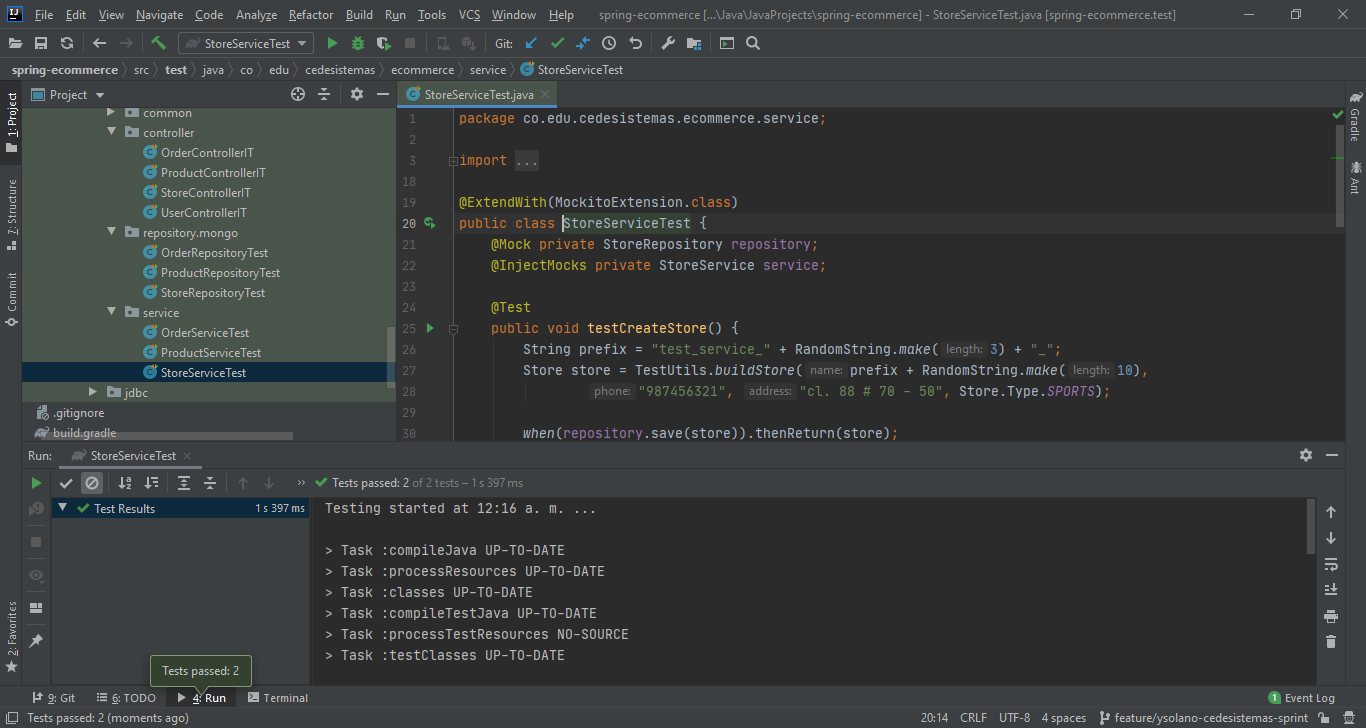 IJ File Edit View Navigate Code Analyze Refactor Build Run Tools VCS Window Help spring-ecommerce [...\Java\JavaProjects\spring-ecommerce] - StoreServiceTest.java [spring-ecommerce.test]
StoreServiceTest Git:
spring-ecommerce src test java co edu cedesistemas ecommerce service StoreServiceTest
1: Project
Z: Structure
Commit
2: Favorites
Project
common
controller
OrderControllerIT
ProductControllerIT
StoreControllerIT
UserControllerIT
repository.mongo
OrderRepositoryTest
ProductRepositoryTest
StoreRepositoryTest
service
OrderServiceTest
ProductServiceTest
StoreServiceTest
jdbc
.gitignore
build.gradle
StoreServiceTest.java
1 package co.edu.cedesistemas.ecommerce.service;
2
3 import ...
18
19 @ExtendWith(MockitoExtension.class)
20 public class StoreServiceTest {
21 @Mock private StoreRepository repository;
22 @InjectMocks private StoreService service;
23
24 @Test
25 public void testCreateStore() {
26 String prefix = "test_service_" + RandomString.make( length: 3) + "_";
27 Store store = TestUtils.buildStore( name: prefix + RandomString.make( length: 10),
28 phone: "987456321", address: "cl. 88 # 70 - 50", Store.Type.SPORTS);
29
30 when(repository.save(store)).thenReturn(store);
Gradle
Ant
Run: StoreServiceTest
Tests passed: 2 of 2 tests – 1 s 397 ms
Test Results 1 s 397 ms
Testing started at 12:16 a. m. ...
> Task :compileJava UP-TO-DATE
> Task :processResources UP-TO-DATE
> Task :classes UP-TO-DATE
> Task :compileTestJava UP-TO-DATE
> Task :processTestResources NO-SOURCE
> Task :testClasses UP-TO-DATE
Tests passed: 2
9: Git 6: TODO 4: Run Terminal 1 Event Log
Tests passed: 2 (moments ago) 20:14 CRLF UTF-8 4 spaces feature/ysolano-cedesistemas-sprint